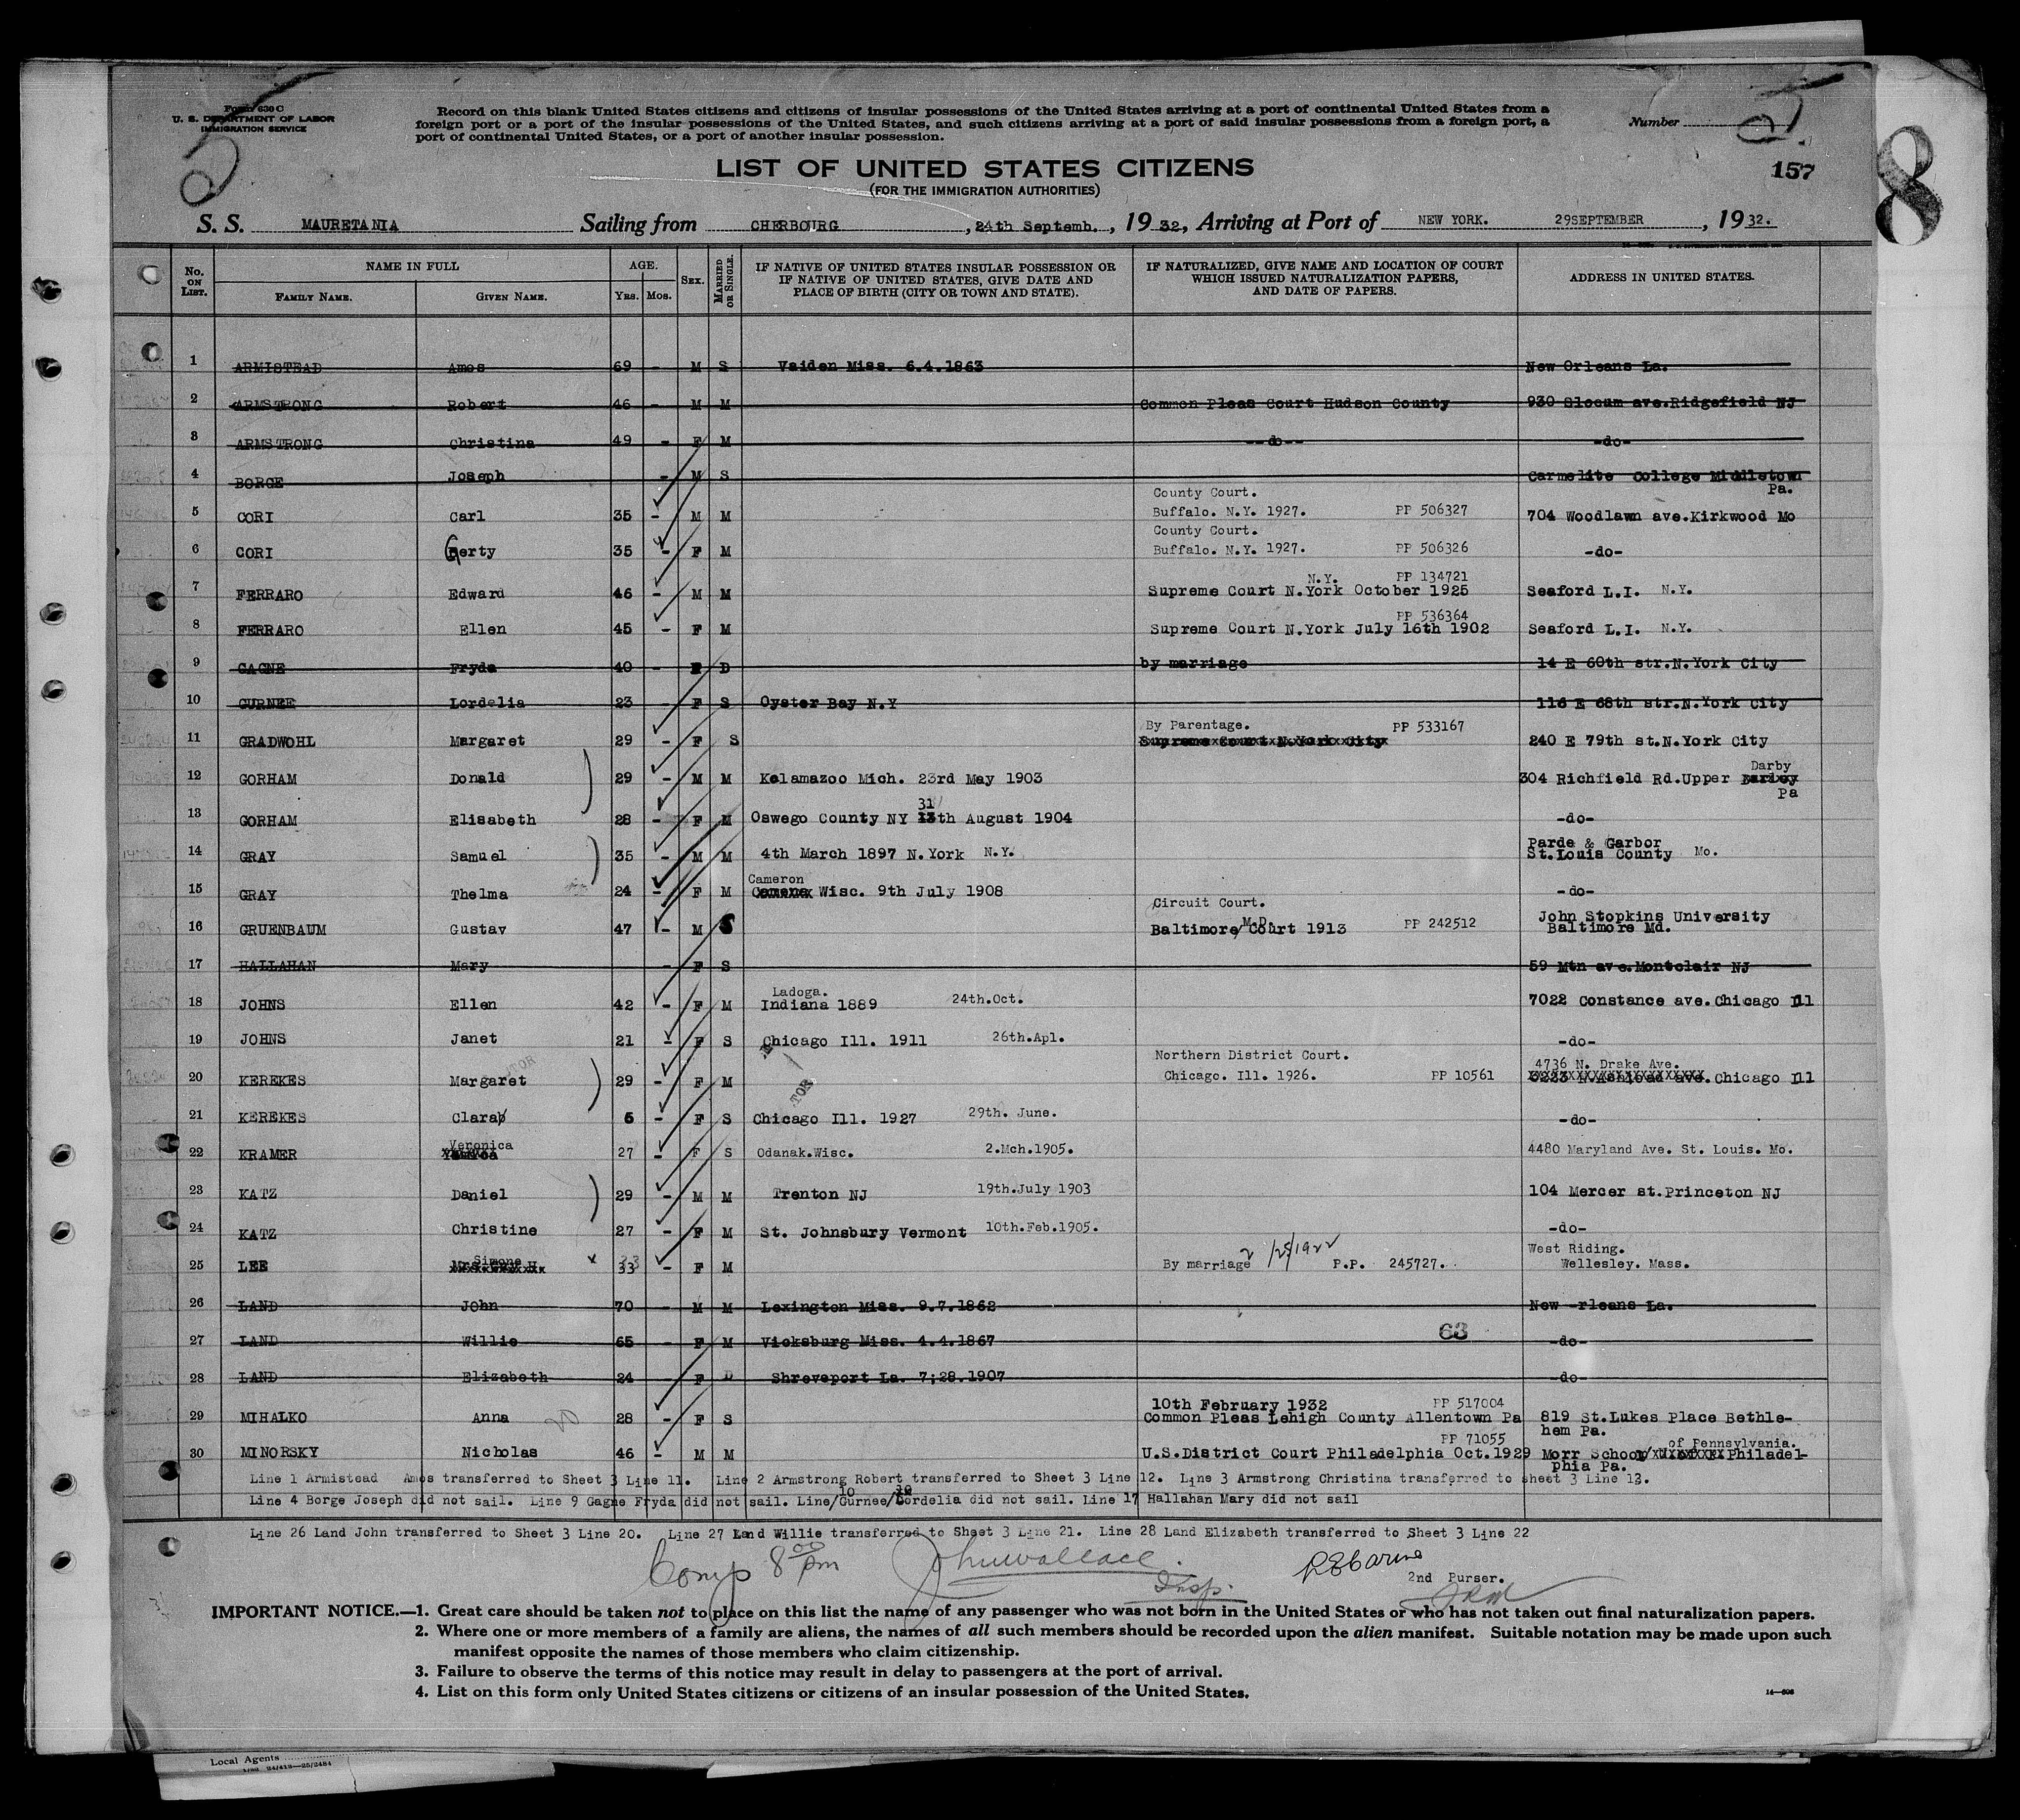 Form 630 C
U. S. DEPARTMENT OF LABOR
IMMIGRATION SERVICE
Record on this blank United States citizens and citizens of insular possessions of the United States arriving at a port of continental United States from a
foreign port or a port of the insular possessions of the United States, and such citizens arriving at a port of said insular possessions from a foreign port, a
port of continental United States, or a port of another insular possession.
Number
157
8
LIST OF UNITED STATES CITIZENS
(FOR THE IMMIGRATION AUTHORITIES)
S. S. MAURETANIA Sailing from CHERBOURG, 24th Septemb., 1932, Arriving at Port of NEW YORK. 29SEPTEMBER, 1932.
No. ON LIST. NAME IN FULL FAMILY NAME. GIVEN NAME. AGE. YRS. MOS. SEX. MARRIED OR SINGLE. IF NATIVE OF UNITED STATES INSULAR POSSESSION OR IF NATIVE OF UNITED STATES, GIVE DATE AND PLACE OF BIRTH (CITY OR TOWN AND STATE). IF NATURALIZED, GIVE NAME AND LOCATION OF COURT WHICH ISSUED NATURALIZATION PAPERS, AND DATE OF PAPERS. ADDRESS IN UNITED STATES.
1 ARMISTEAD Amos 69 - M S Vaiden Miss. 6.4.1863 New Orleans La.
2 ARMSTRONG Robert 46 - M M Common Pleas Court Hudson County 930 Slocum ave.Ridgefield NJ
3 ARMSTRONG Christina 49 - F M --do-- -do-
4 BORGE Joseph - M S Carmelite College Middletown Pa.
5 CORI Carl 35 - M M County Court. Buffalo. N.Y. 1927. PP 506327 704 Woodlawn ave.Kirkwood Mo
6 CORI Gerty 35 - F M County Court. Buffalo. N.Y. 1927. PP 506326 -do-
7 FERRARO Edward 46 - M M Supreme Court N.York N.Y. October 1925 PP 134721 Seaford L.I. N.Y.
8 FERRARO Ellen 45 - F M Supreme Court N.York July 16th 1902 PP 536364 Seaford L.I. N.Y.
9 GAGNE Fryda 40 - F D by marriage 14 E 60th str.N.York City
10 GURNEE Lordelia 23 - F S Oyster Bay N.Y 116 E 68th str.N.York City
11 GRADWOHL Margaret 29 - F S By Parentage. PP 533167 Supreme Court N.York City 240 E 79th st.N.York City
12 GORHAM Donald 29 - M M Kalamazoo Mich. 23rd May 1903 304 Richfield Rd.Upper Darby Pa
13 GORHAM Elisabeth 28 - F M Oswego County NY 31 13th August 1904 -do-
14 GRAY Samuel 35 - M M 4th March 1897 N.York N.Y. Parde & Garbor St.Louis County Mo.
15 GRAY Thelma 24 - F M Cameron Wisc. 9th July 1908 -do-
16 GRUENBAUM Gustav 47 - M S Circuit Court. Baltimore/M.D. Court 1913 PP 242512 John Stopkins University Baltimore Md.
17 HALLAHAN Mary - F S 59 Mtn ave.Montclair NJ
18 JOHNS Ellen 42 - F M Ladoga. Indiana 1889 24th.Oct. 7022 Constance ave.Chicago Ill
19 JOHNS Janet 21 - F S Chicago Ill. 1911 26th.Apl. -do-
20 KEREKES Margaret 29 - F M Northern District Court. Chicago. Ill. 1926. PP 10561 4736 N. Drake Ave. 3223 N.Ashload ave.Chicago Ill
21 KEREKES Clara 5 - F S Chicago Ill. 1927 29th. June. -do-
22 KRAMER Veronica 27 - F S Odanak.Wisc. 2.Mch.1905. 4480 Maryland Ave. St. Louis. Mo.
23 KATZ Daniel 29 - M M Trenton NJ 19th.July 1903 104 Mercer st.Princeton NJ
24 KATZ Christine 27 - F M St. Johnsbury Vermont 10th.Feb.1905. -do-
25 LEE Simone x 33 - F M By marriage 2/25/1922 P.P. 245727. West Riding. Wellesley. Mass.
26 LAND John 70 - M M Lexington Miss. 9.7.1862 New -rleans La.
27 LAND Willie 65 - F M Vicksburg Miss. 4.4.1867 63 -do-
28 LAND Elizabeth 24 - F D Shreveport La. 7;28.1907 -do-
29 MIHALKO Anna 28 - F S 10th February 1932 PP 517004 Common Pleas Lehigh County Allentown Pa 819 St.Lukes Place Bethle-hem Pa.
30 MINORSKY Nicholas 46 - M M PP 71055 U.S.District Court Philadelphia Oct.1929 Morr School of Pennsylvania. Philadel-phia Pa.
Line 1 Armistead Amos transferred to Sheet 3 Line 11. Line 2 Armstrong Robert transferred to Sheet 3 Line 12. Line 3 Armstrong Christina transferred to sheet 3 Line 13.
Line 4 Borge Joseph did not sail. Line 9 Gagne Fryda did not sail. Line/10 Gurnee/Cordelia did not sail. Line 17 Hallahan Mary did not sail
Line 26 Land John transferred to Sheet 3 Line 20. Line 27 Land Willie transferred to Sheet 3 Line 21. Line 28 Land Elizabeth transferred to Sheet 3 Line 22
Comp 8 00 pm Jhnwallace. Insp.
2nd Purser.
IMPORTANT NOTICE.—1. Great care should be taken not to place on this list the name of any passenger who was not born in the United States or who has not taken out final naturalization papers.
2. Where one or more members of a family are aliens, the names of all such members should be recorded upon the alien manifest. Suitable notation may be made upon such
manifest opposite the names of those members who claim citizenship.
3. Failure to observe the terms of this notice may result in delay to passengers at the port of arrival.
4. List on this form only United States citizens or citizens of an insular possession of the United States.
14—506
Local Agents